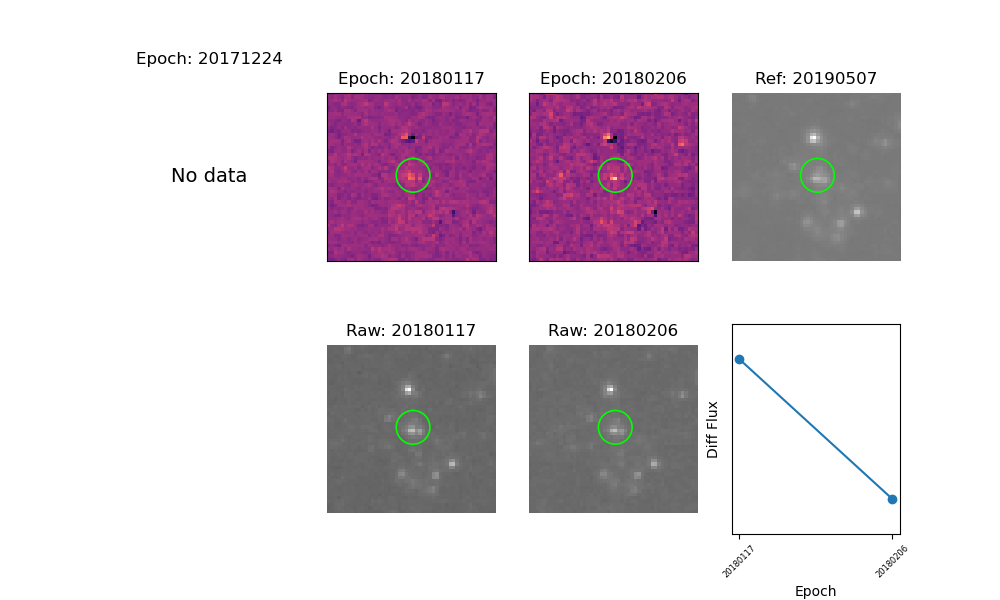 Epoch: 20171224
Epoch: 20180117
Epoch: 20180206
Ref: 20190507
No data
Raw: 20180117
Raw: 20180206
Diff Flux
20180117
20180206
Epoch